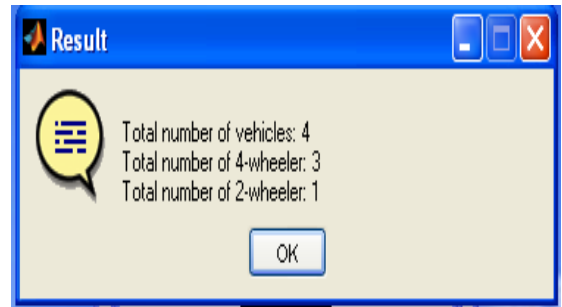 Result
Total number of vehicles: 4
Total number of 4-wheeler: 3
Total number of 2-wheeler: 1
OK